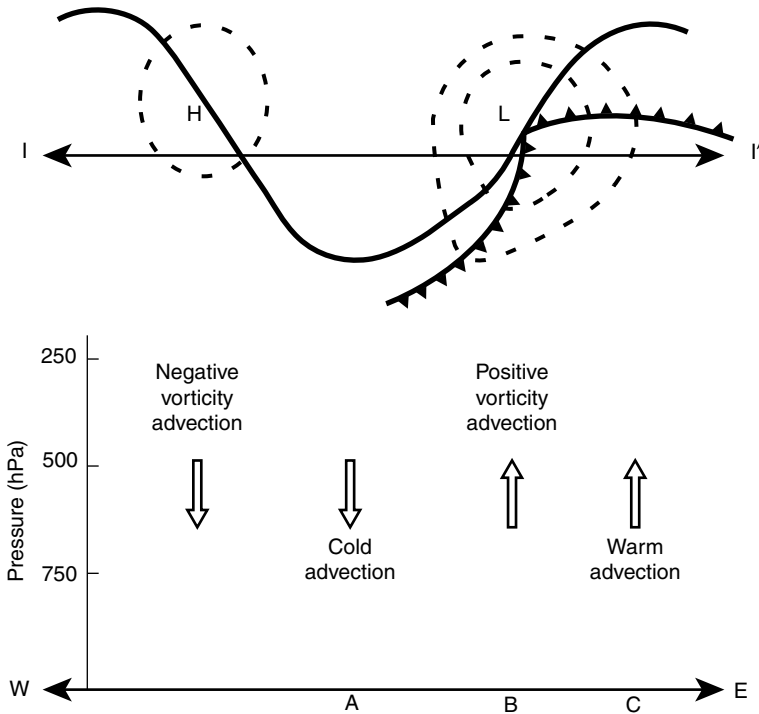 H
L
I
I'
250
Negative
vorticity
advection
Positive
vorticity
advection
500
Pressure (hPa)
Cold
advection
Warm
advection
750
W
E
A
B
C